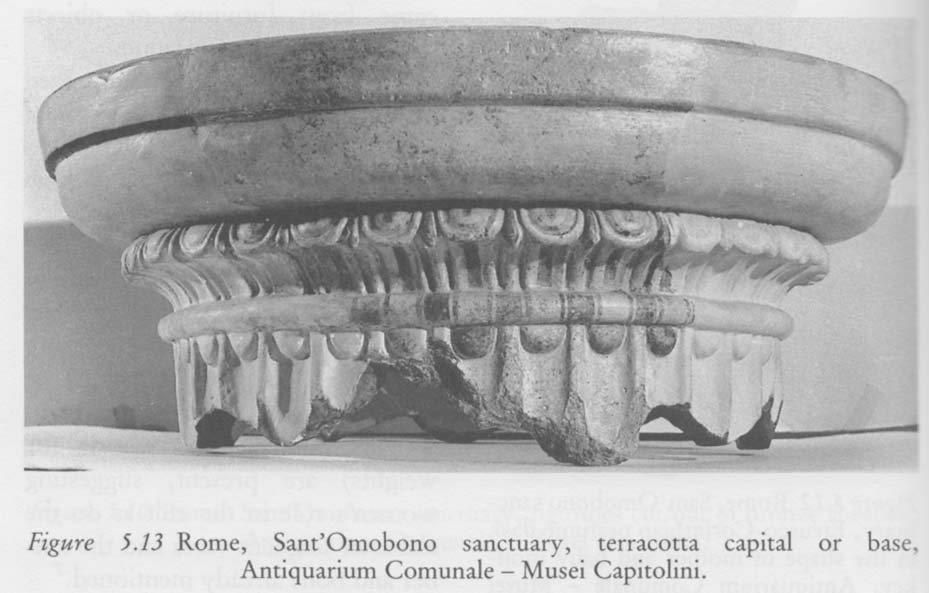 Figure 5.13 Rome, Sant'Omobono sanctuary, terracotta capital or base,
Antiquarium Comunale – Musei Capitolini.